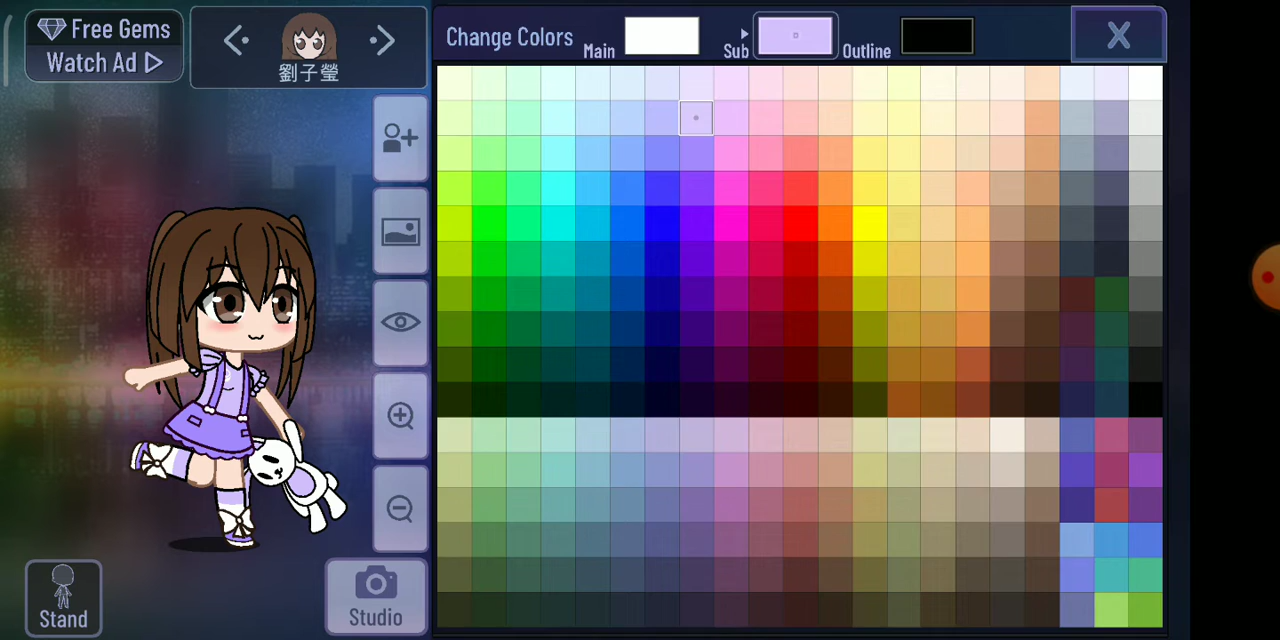 Free Gems
Watch Ad
劉子瑩
Change Colors
Main
Sub
Outline
X
Stand
Studio